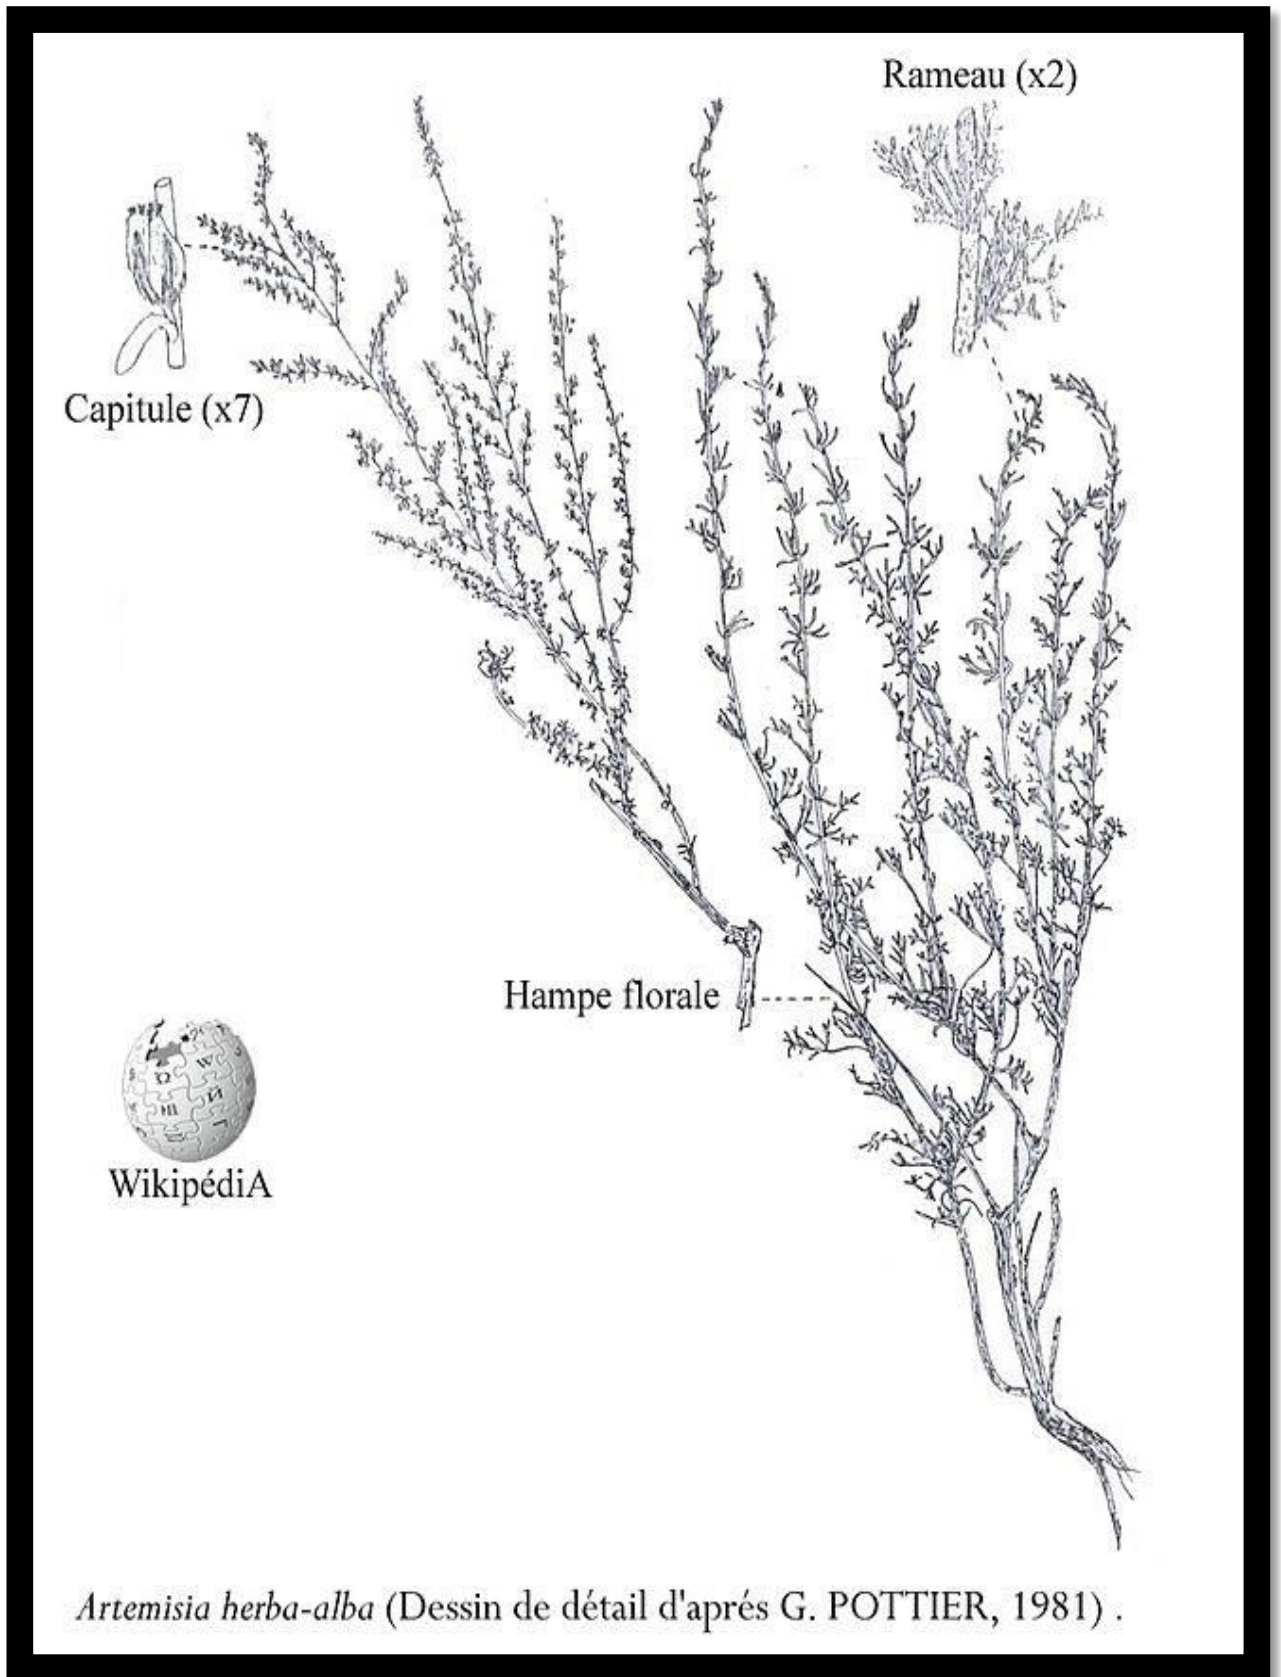 Rameau (x2)
Capitule (x7)
Hampe florale
WikipédiA
Artemisia herba-alba (Dessin de détail d'aprés G. POTTIER, 1981) .